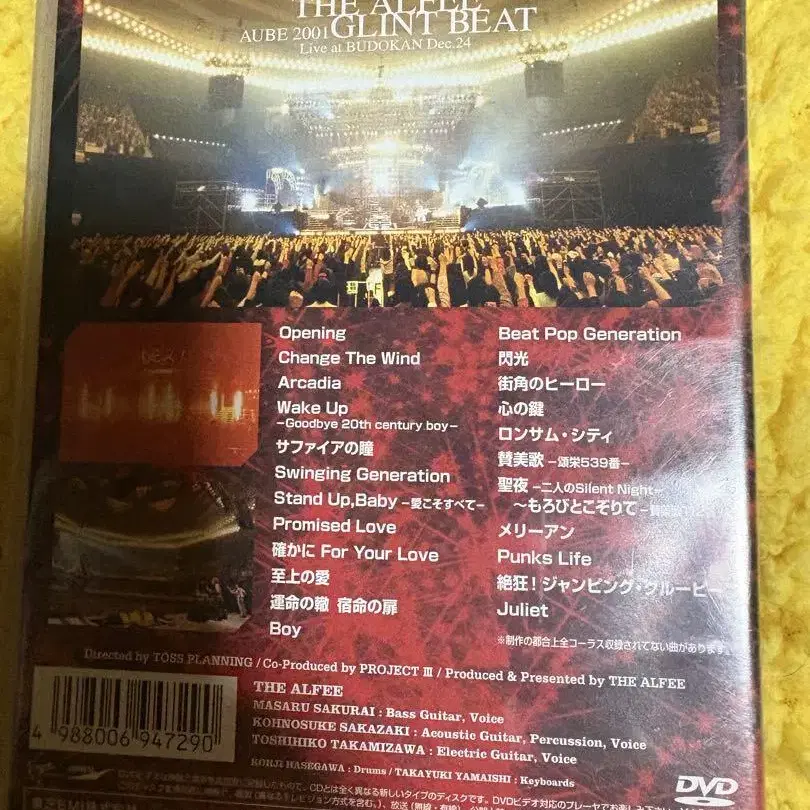 THE ALFEE
AUBE 2001 GLINT BEAT
Live at BUDOKAN Dec.24
Opening
Change The Wind
Arcadia
Wake Up
−Goodbye 20th century boy−
サファイアの瞳
Swinging Generation
Stand Up,Baby −愛こそすべて−
Promised Love
確かに For Your Love
至上の愛
運命の轍 宿命の扉
Boy
Beat Pop Generation
閃光
街角のヒーロー
心の鍵
ロンサム・シティ
賛美歌 −頌栄539番−
聖夜 −二人のSilent Night−
〜もろびとこぞりて
メリーアン
Punks Life
絶狂!ジャンピング・グルーピー
Juliet
※制作の都合上全コーラス収録されてない曲があります。
Directed by TOSS PLANNING / Co-Produced by PROJECT III / Produced & Presented by THE ALFEE
THE ALFEE
MASARU SAKURAI : Bass Guitar, Voice
KOHNOSUKE SAKAZAKI : Acoustic Guitar, Percussion, Voice
TOSHIHIKO TAKAMIZAWA : Electric Guitar, Voice
KOHJI HASEGAWA : Drums / TAKAYUKI YAMAISHI : Keyboards
4 988006 947290
DVD